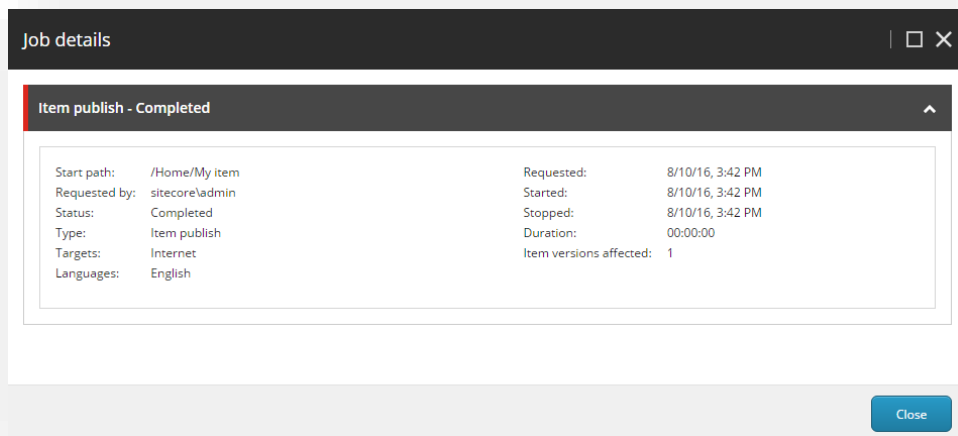 Job details
Item publish - Completed
Start path: /Home/My item
Requested by: sitecore\admin
Status: Completed
Type: Item publish
Targets: Internet
Languages: English
Requested: 8/10/16, 3:42 PM
Started: 8/10/16, 3:42 PM
Stopped: 8/10/16, 3:42 PM
Duration: 00:00:00
Item versions affected: 1
Close